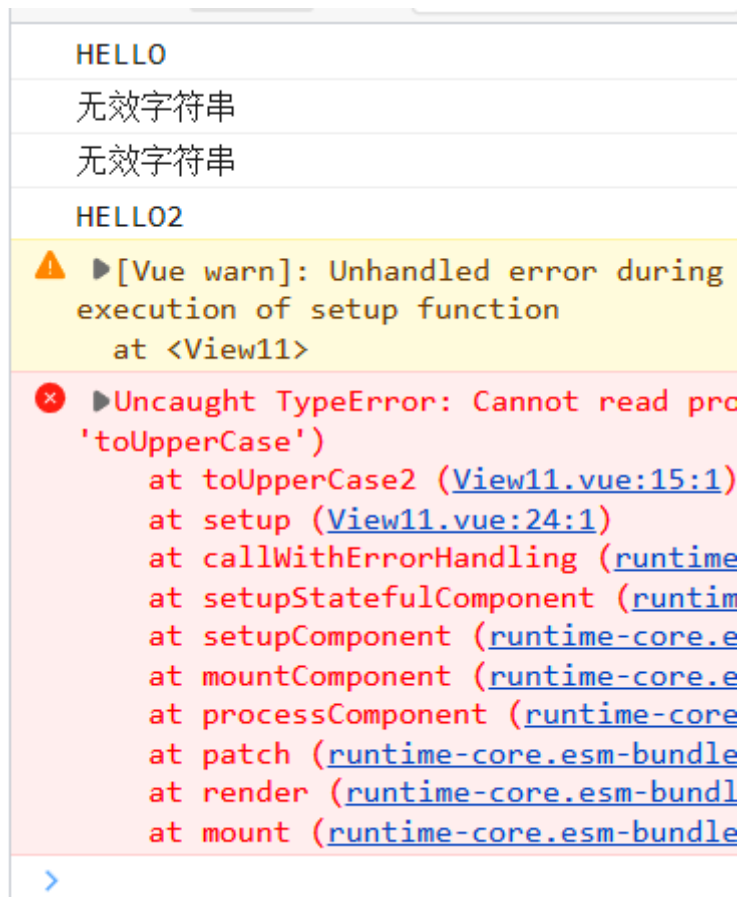 HELLO
无效字符串
无效字符串
HELLO2
[Vue warn]: Unhandled error during
execution of setup function
at <View11>
Uncaught TypeError: Cannot read pro
'toUpperCase')
at toUpperCase2 (View11.vue:15:1)
at setup (View11.vue:24:1)
at callWithErrorHandling (runtime
at setupStatefulComponent (runtim
at setupComponent (runtime-core.e
at mountComponent (runtime-core.e
at processComponent (runtime-core
at patch (runtime-core.esm-bundle
at render (runtime-core.esm-bundl
at mount (runtime-core.esm-bundle